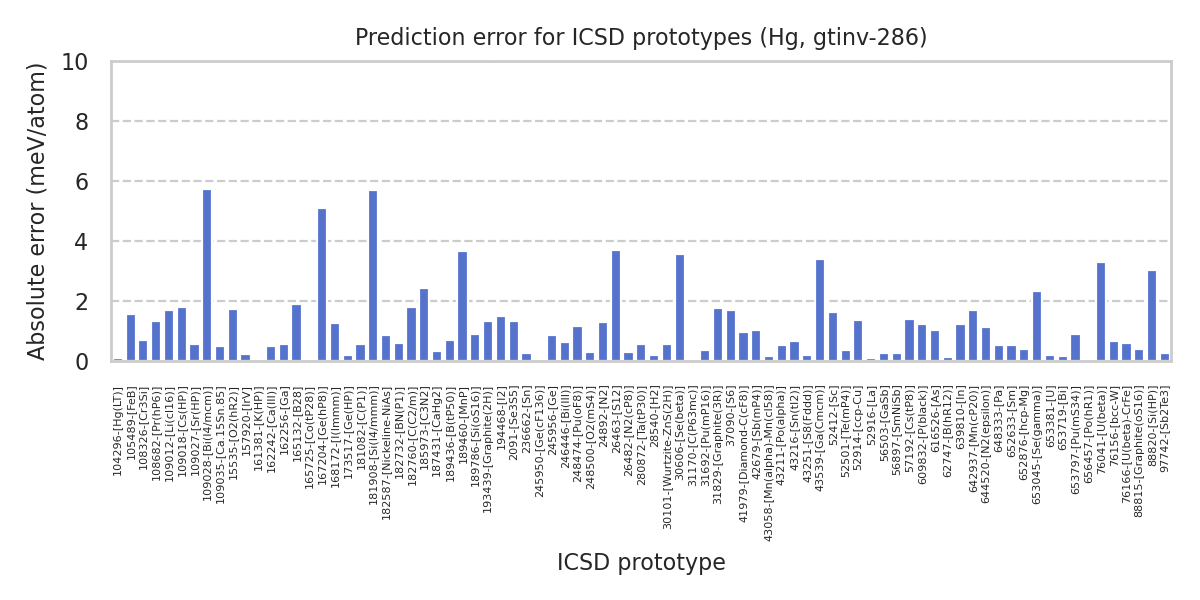 Prediction error for ICSD prototypes (Hg, gtinv-286)
Absolute error (meV/atom)
10
8
6
4
2
0
104296-[Hg(LT)]
105489-[FeB]
108326-[Cr3Si]
108682-[Pr(hP6)]
109012-[Li(cI16)]
109018-[Cs(HP)]
109027-[Sr(HP)]
109028-[Bi(I4/mcm)]
109035-[Ca.15Sn.85]
15535-[O2(hR2)]
157920-[IrV]
161381-[K(HP)]
162242-[Ca(III)]
162256-[Ga]
165132-[B28]
165725-[Co(tP28)]
167204-[Ge(hP8)]
168172-[I(Immm)]
173517-[Ge(HP)]
181082-[C(P1)]
181908-[Si(I4/mmm)]
182587-[Nickeline-NiAs]
182732-[BN(P1)]
182760-[C(C2/m)]
185973-[C3N2]
187431-[CaHg2]
189436-[B(tP50)]
189460-[MnP]
189786-[Si(oS16)]
193439-[Graphite(2H)]
194468-[I2]
2091-[Se3S5]
236662-[Sn]
245950-[Ge(cF136)]
245956-[Ge]
246446-[Bi(III)]
248474-[Pu(oF8)]
248500-[O2(mS4)]
24892-[N2]
26463-[S12]
26482-[N2(cP8)]
280872-[Ta(tP30)]
28540-[H2]
30101-[Wurtzite-ZnS(2H)]
30606-[Se(beta)]
31170-[C(P63mc)]
31692-[Pu(mP16)]
31829-[Graphite(3R)]
37090-[S6]
41979-[Diamond-C(cF8)]
42679-[Sb(mP4)]
43058-[Mn(alpha)-Mn(cI58)]
43211-[Po(alpha)]
43216-[Sn(tI2)]
43251-[S8(Fddd)]
43539-[Ga(Cmcm)]
52412-[Sc]
52501-[Te(mP4)]
52914-[ccp-Cu]
52916-[La]
56503-[GaSb]
56897-[SmNiSb]
57192-[Cs(tP8)]
609832-[P(black)]
616526-[As]
62747-[B(hR12)]
639810-[In]
642937-[Mn(cP20)]
644520-[N2(epsilon)]
648333-[Pa]
652633-[Sm]
652876-[hcp-Mg]
653045-[Se(gamma)]
653381-[U]
653719-[Bi]
653797-[Pu(mS34)]
656457-[Po(hR1)]
76041-[U(beta)]
76156-[bcc-W]
76166-[U(beta)-CrFe]
88815-[Graphite(oS16)]
88820-[Si(HP)]
97742-[Sb2Te3]
ICSD prototype